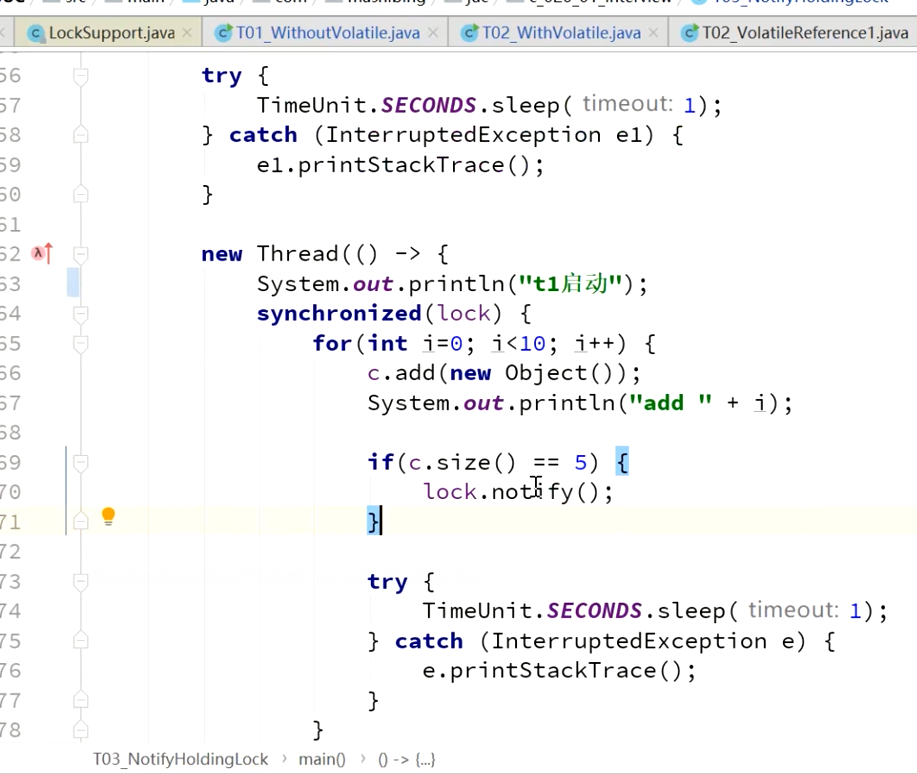 LockSupport.java T01_WithoutVolatile.java T02_WithVolatile.java T02_VolatileReference1.java
56 try {
57 TimeUnit.SECONDS.sleep( timeout: 1);
58 } catch (InterruptedException e1) {
59 e1.printStackTrace();
60 }
61
62 new Thread(() -> {
63 System.out.println("t1启动");
64 synchronized(lock) {
65 for(int i=0; i<10; i++) {
66 c.add(new Object());
67 System.out.println("add " + i);
68
69 if(c.size() == 5) {
70 lock.notify();
71 }
72
73 try {
74 TimeUnit.SECONDS.sleep( timeout: 1);
75 } catch (InterruptedException e) {
76 e.printStackTrace();
77 }
78 }
T03_NotifyHoldingLock › main() › () -> {...}